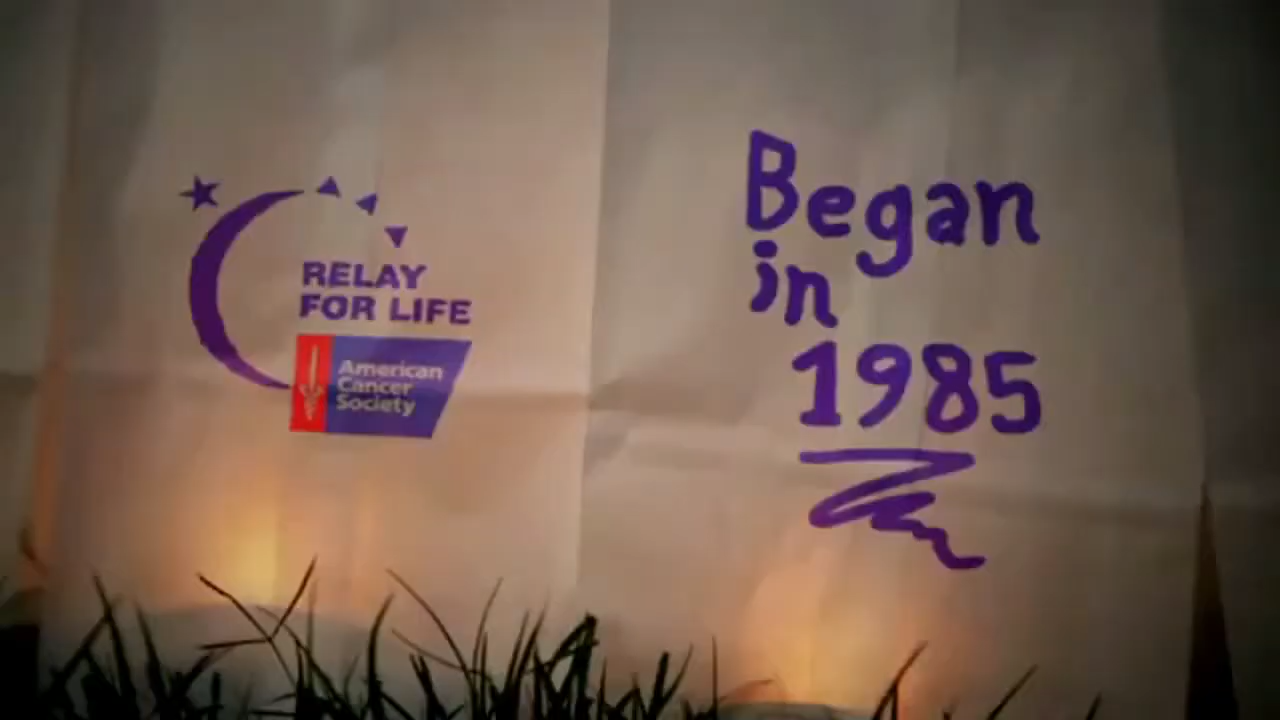 RELAY
FOR LIFE
American
Cancer
Society
Began
in
1985